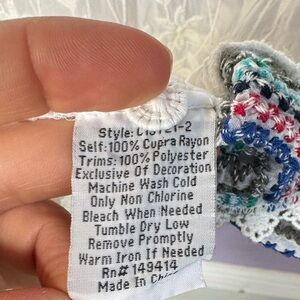 Style: 
Self:100% Cupra Rayon
Trims:100% Polyester
Exclusive Of Decoration
Machine Wash Cold
Only Non Chlorine
Bleach When Needed
Tumble Dry Low
Remove Promptly
Warm Iron If Needed
Rn# 149414
Made In